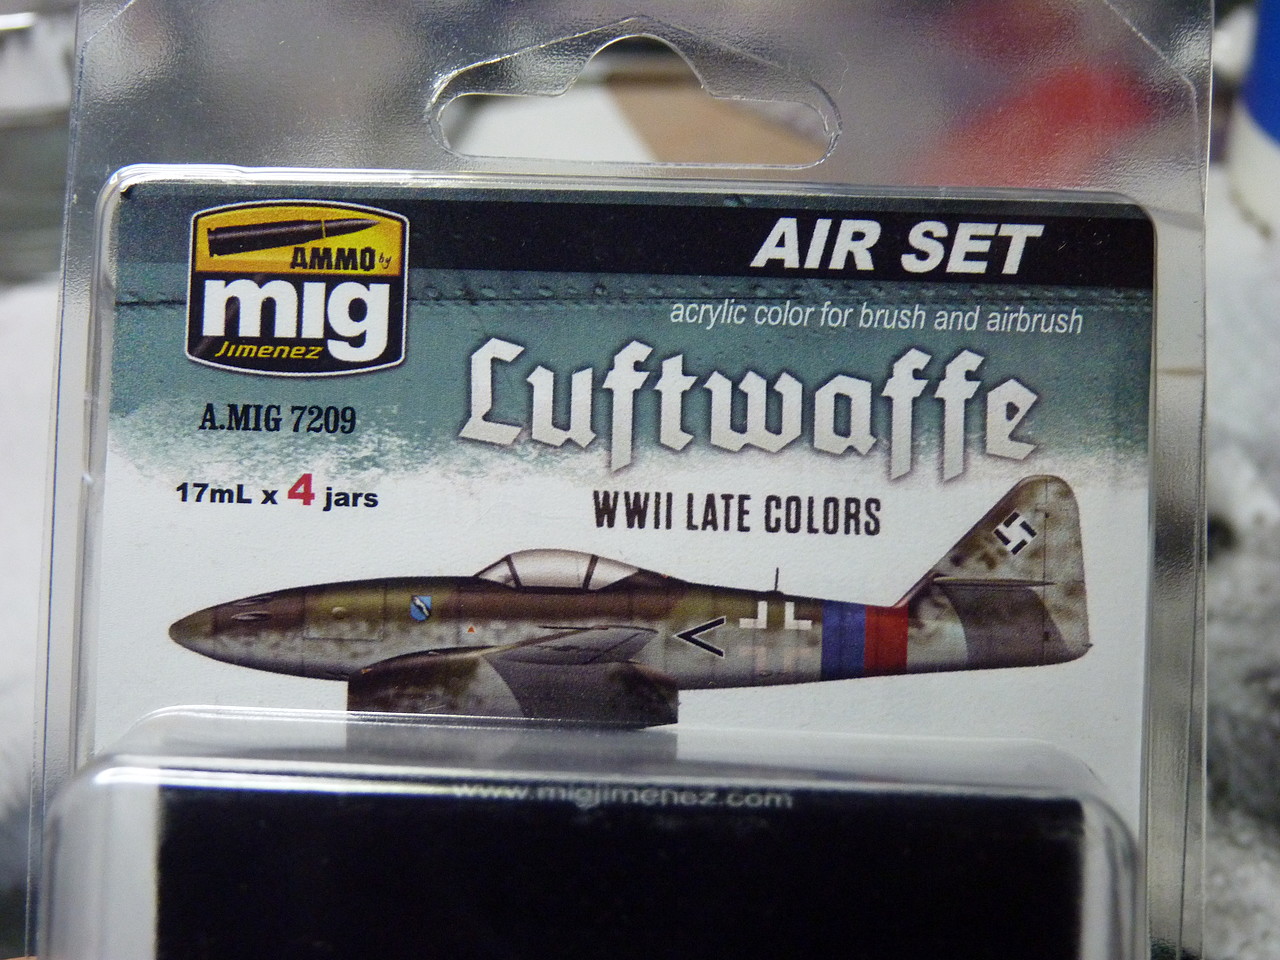 AMMO by
mig
Jimenez
AIR SET
acrylic color for brush and airbrush
Luftwaffe
A.MIG 7209
17mL x 4 jars
WWII LATE COLORS
www.migjimenez.com